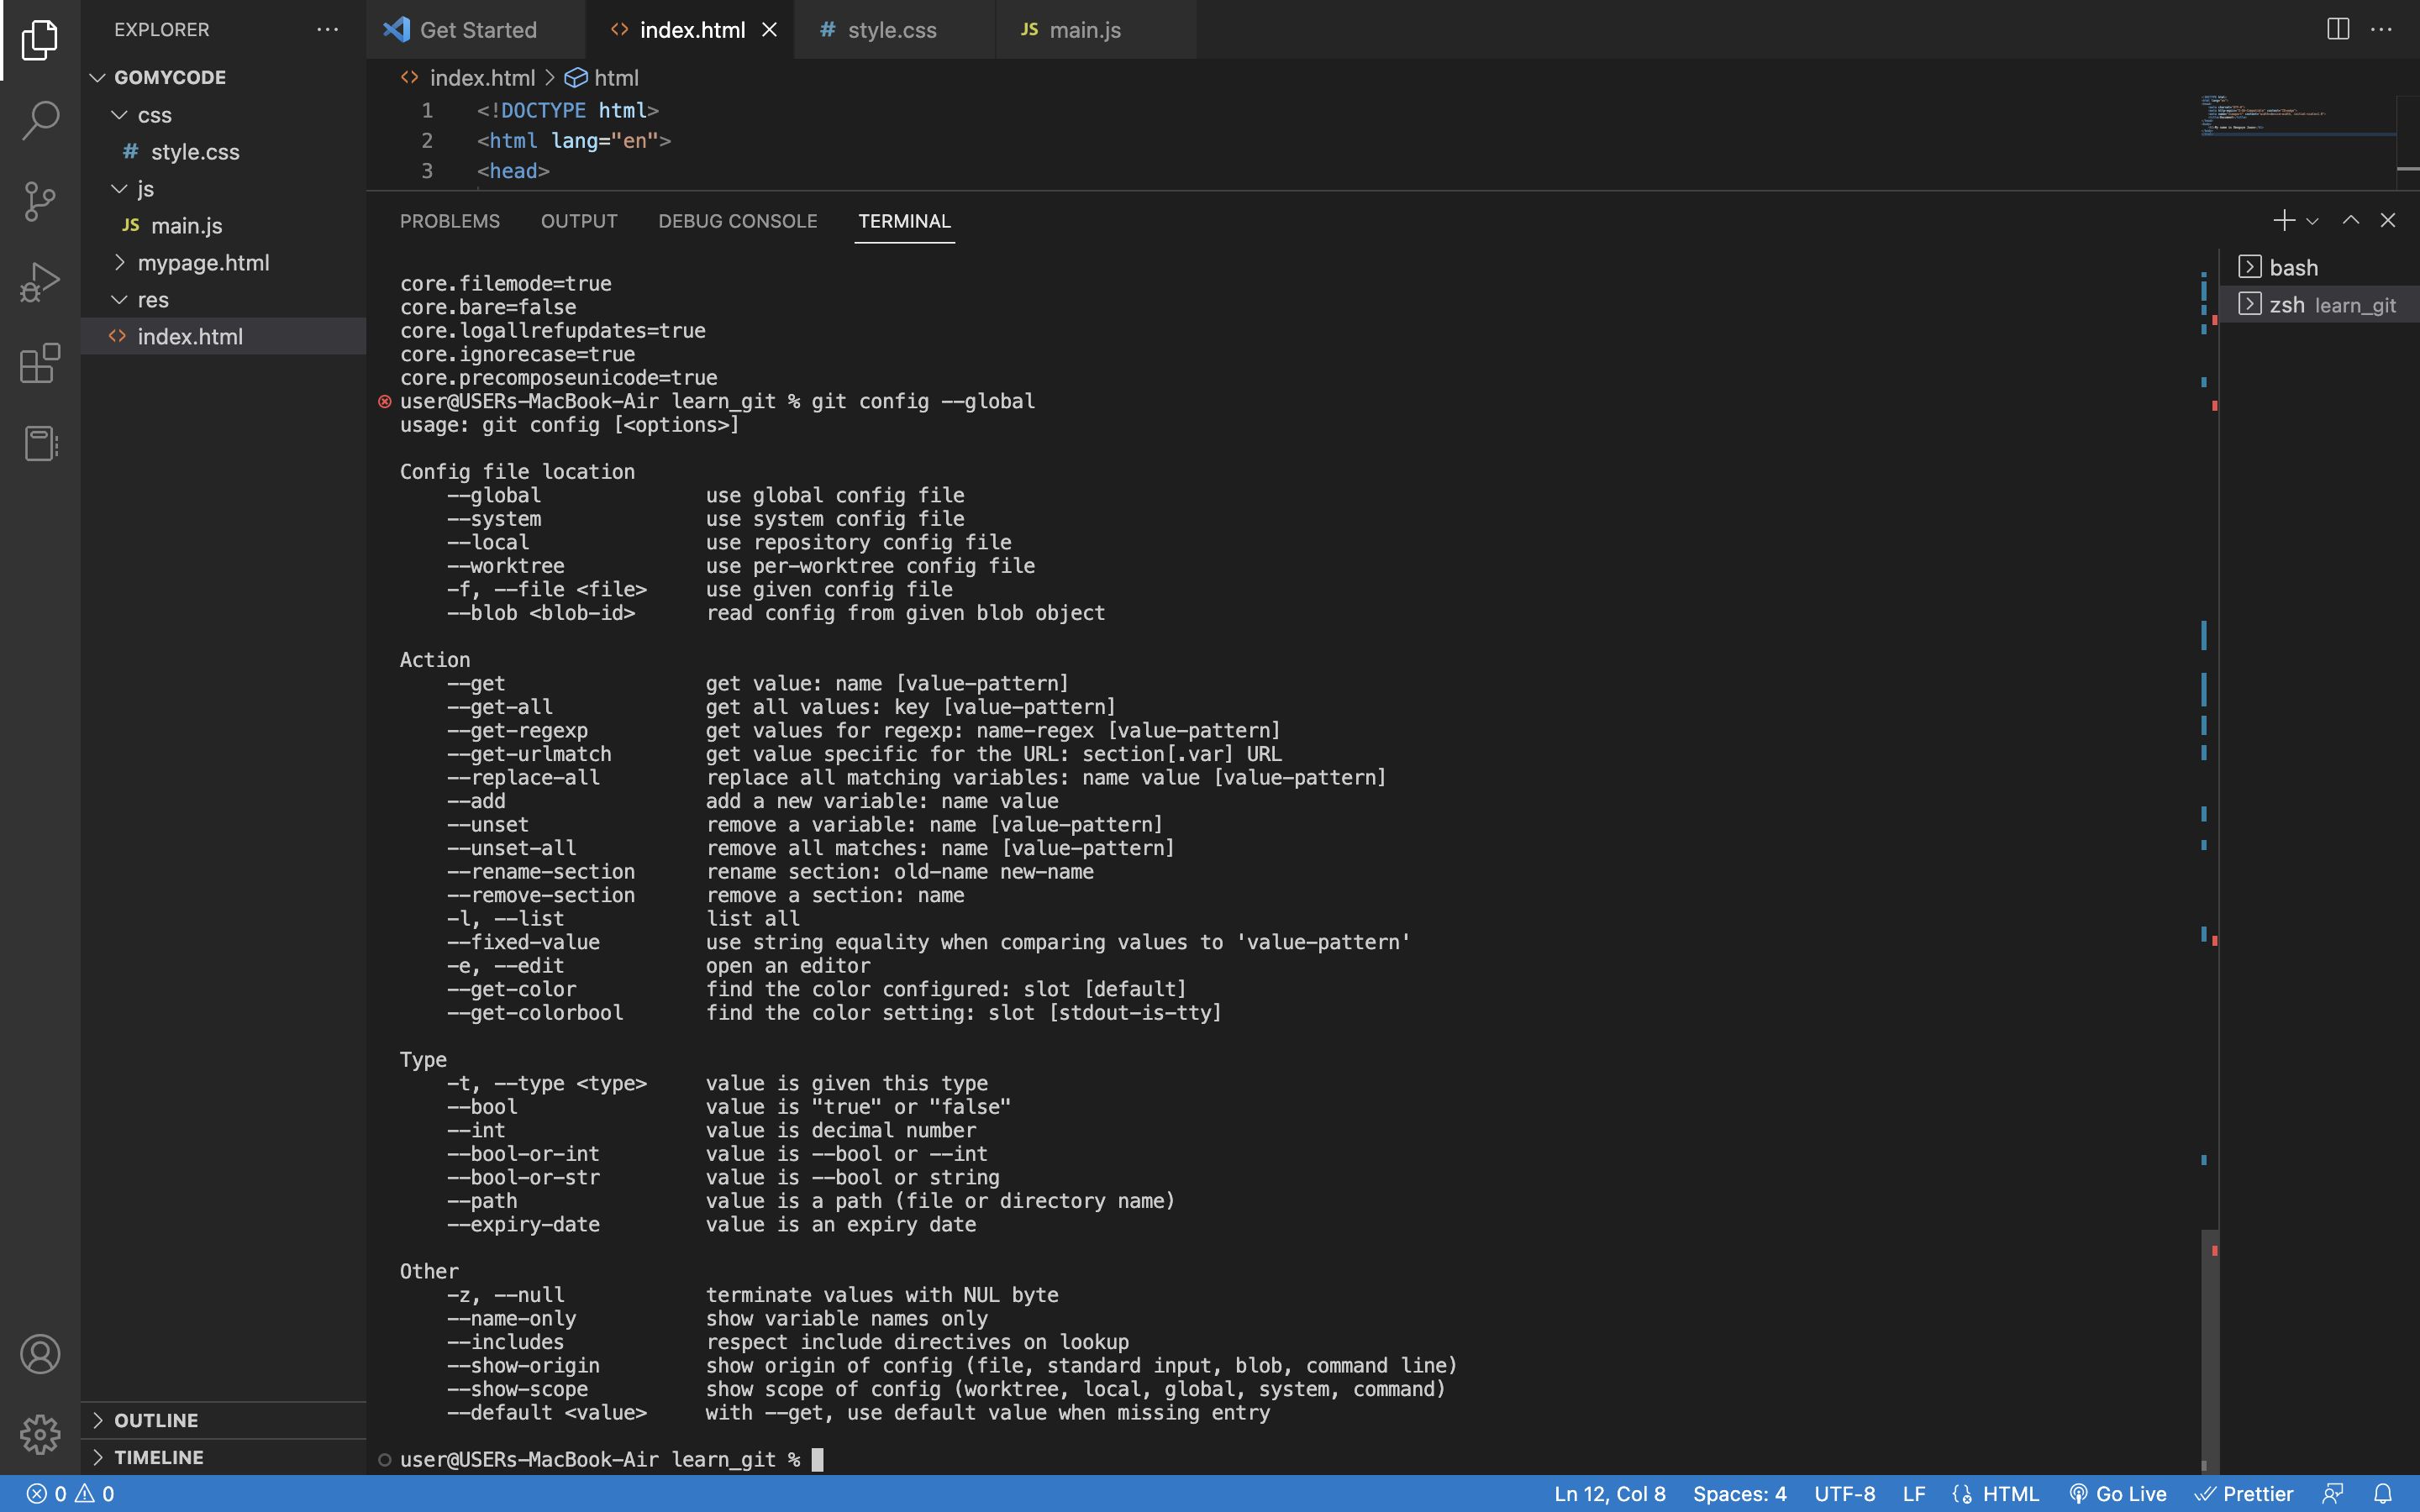 EXPLORER
GOMYCODE
css
# style.css
js
JS main.js
mypage.html
res
<> index.html
OUTLINE
TIMELINE
Get Started
<> index.html
# style.css
JS main.js
<> index.html > html
1 <!DOCTYPE html>
2 <html lang="en">
3 <head>
PROBLEMS OUTPUT DEBUG CONSOLE TERMINAL
bash
zsh learn_git
core.filemode=true
core.bare=false
core.logallrefupdates=true
core.ignorecase=true
core.precomposeunicode=true
user@USERs-MacBook-Air learn_git % git config --global
usage: git config [<options>]
Config file location
--global use global config file
--system use system config file
--local use repository config file
--worktree use per-worktree config file
-f, --file <file> use given config file
--blob <blob-id> read config from given blob object
Action
--get get value: name [value-pattern]
--get-all get all values: key [value-pattern]
--get-regexp get values for regexp: name-regex [value-pattern]
--get-urlmatch get value specific for the URL: section[.var] URL
--replace-all replace all matching variables: name value [value-pattern]
--add add a new variable: name value
--unset remove a variable: name [value-pattern]
--unset-all remove all matches: name [value-pattern]
--rename-section rename section: old-name new-name
--remove-section remove a section: name
-l, --list list all
--fixed-value use string equality when comparing values to 'value-pattern'
-e, --edit open an editor
--get-color find the color configured: slot [default]
--get-colorbool find the color setting: slot [stdout-is-tty]
Type
-t, --type <type> value is given this type
--bool value is "true" or "false"
--int value is decimal number
--bool-or-int value is --bool or --int
--bool-or-str value is --bool or string
--path value is a path (file or directory name)
--expiry-date value is an expiry date
Other
-z, --null terminate values with NUL byte
--name-only show variable names only
--includes respect include directives on lookup
--show-origin show origin of config (file, standard input, blob, command line)
--show-scope show scope of config (worktree, local, global, system, command)
--default <value> with --get, use default value when missing entry
user@USERs-MacBook-Air learn_git %
0 0 Ln 12, Col 8 Spaces: 4 UTF-8 LF HTML Go Live Prettier